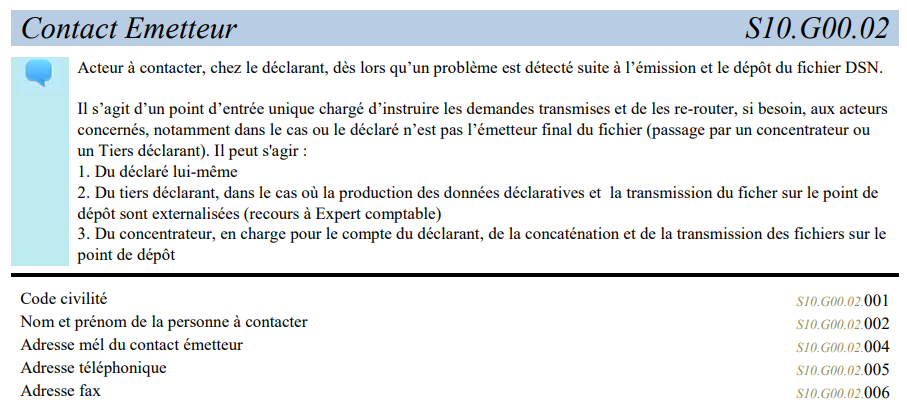 Contact Emetteur S10.G00.02
Acteur à contacter, chez le déclarant, dès lors qu’un problème est détecté suite à l’émission et le dépôt du fichier DSN.
Il s’agit d’un point d’entrée unique chargé d’instruire les demandes transmises et de les re-router, si besoin, aux acteurs
concernés, notamment dans le cas ou le déclaré n’est pas l’émetteur final du fichier (passage par un concentrateur ou
un Tiers déclarant). Il peut s'agir :
1. Du déclaré lui-même
2. Du tiers déclarant, dans le cas où la production des données déclaratives et la transmission du ficher sur le point de
dépôt sont externalisées (recours à Expert comptable)
3. Du concentrateur, en charge pour le compte du déclarant, de la concaténation et de la transmission des fichiers sur le
point de dépôt
Code civilité S10.G00.02.001
Nom et prénom de la personne à contacter S10.G00.02.002
Adresse mél du contact émetteur S10.G00.02.004
Adresse téléphonique S10.G00.02.005
Adresse fax S10.G00.02.006